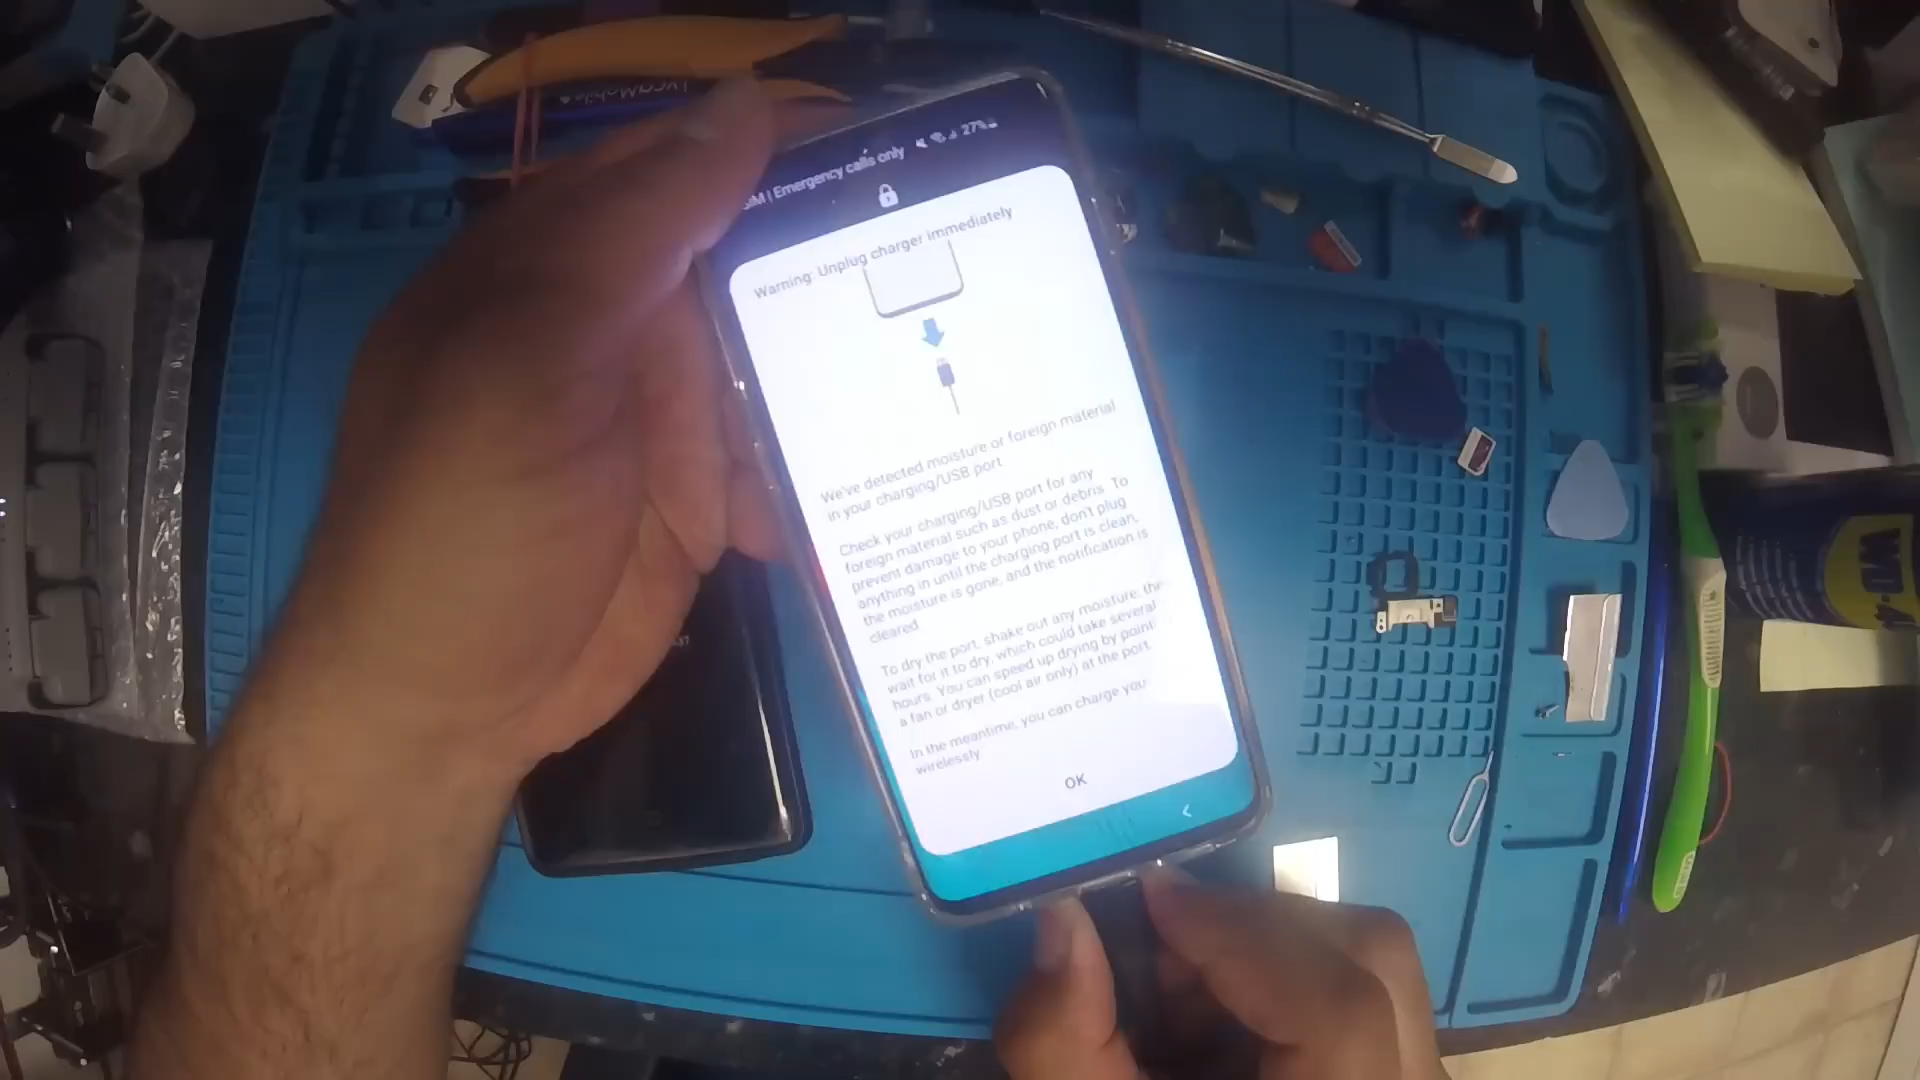 LycaMobile
SIM | Emergency calls only 27%
Warning: Unplug charger immediately
We've detected moisture or foreign material
in your charging/USB port.
Check your charging/USB port for any
foreign material such as dust or debris. To
prevent damage to your phone, don't plug
anything in until the charging port is clean,
the moisture is gone, and the notification is
cleared.
To dry the port, shake out any moisture, the
wait for it to dry, which could take several
hours. You can speed up drying by point
a fan or dryer (cool air only) at the port.
In the meantime, you can charge you
wirelessly.
OK